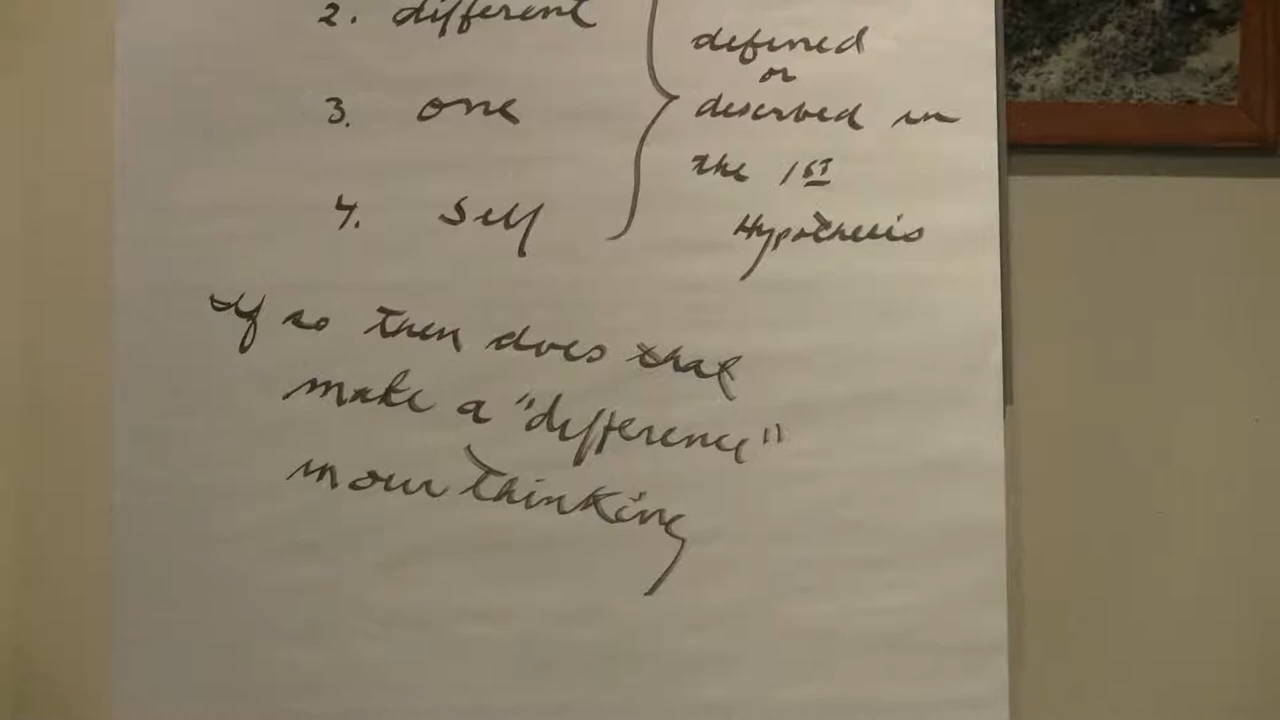 2. different
3. one
4. Self
defined
or
described in
the 1ST
Hypothesis
If so then does that
make a "difference"
in our thinking